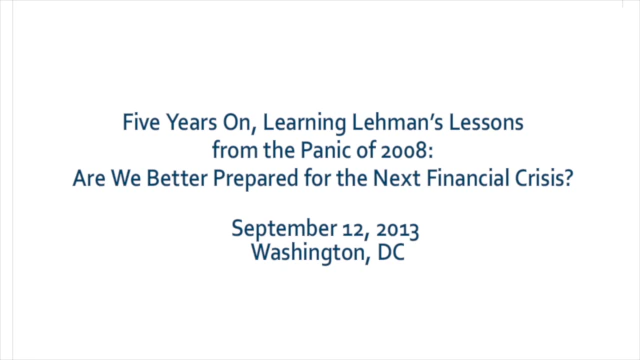 Five Years On, Learning Lehman's Lessons
from the Panic of 2008:
Are We Better Prepared for the Next Financial Crisis?
September 12, 2013
Washington, DC